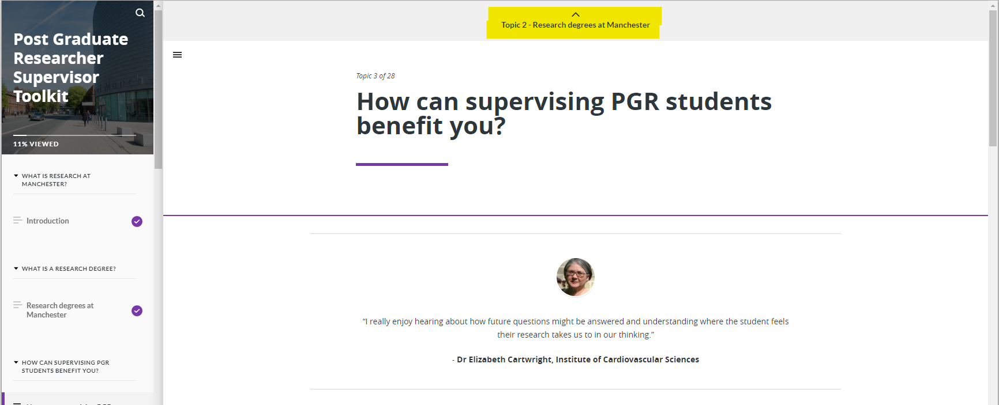 Post Graduate
Researcher
Supervisor
Toolkit
11% VIEWED
WHAT IS RESEARCH AT
MANCHESTER?
Introduction
WHAT IS A RESEARCH DEGREE?
Research degrees at
Manchester
HOW CAN SUPERVISING PGR
STUDENTS BENEFIT YOU?
Topic 2 - Research degrees at Manchester
Topic 3 of 28
How can supervising PGR students
benefit you?
“I really enjoy hearing about how future questions might be answered and understanding where the student feels
their research takes us to in our thinking.”
- Dr Elizabeth Cartwright, Institute of Cardiovascular Sciences